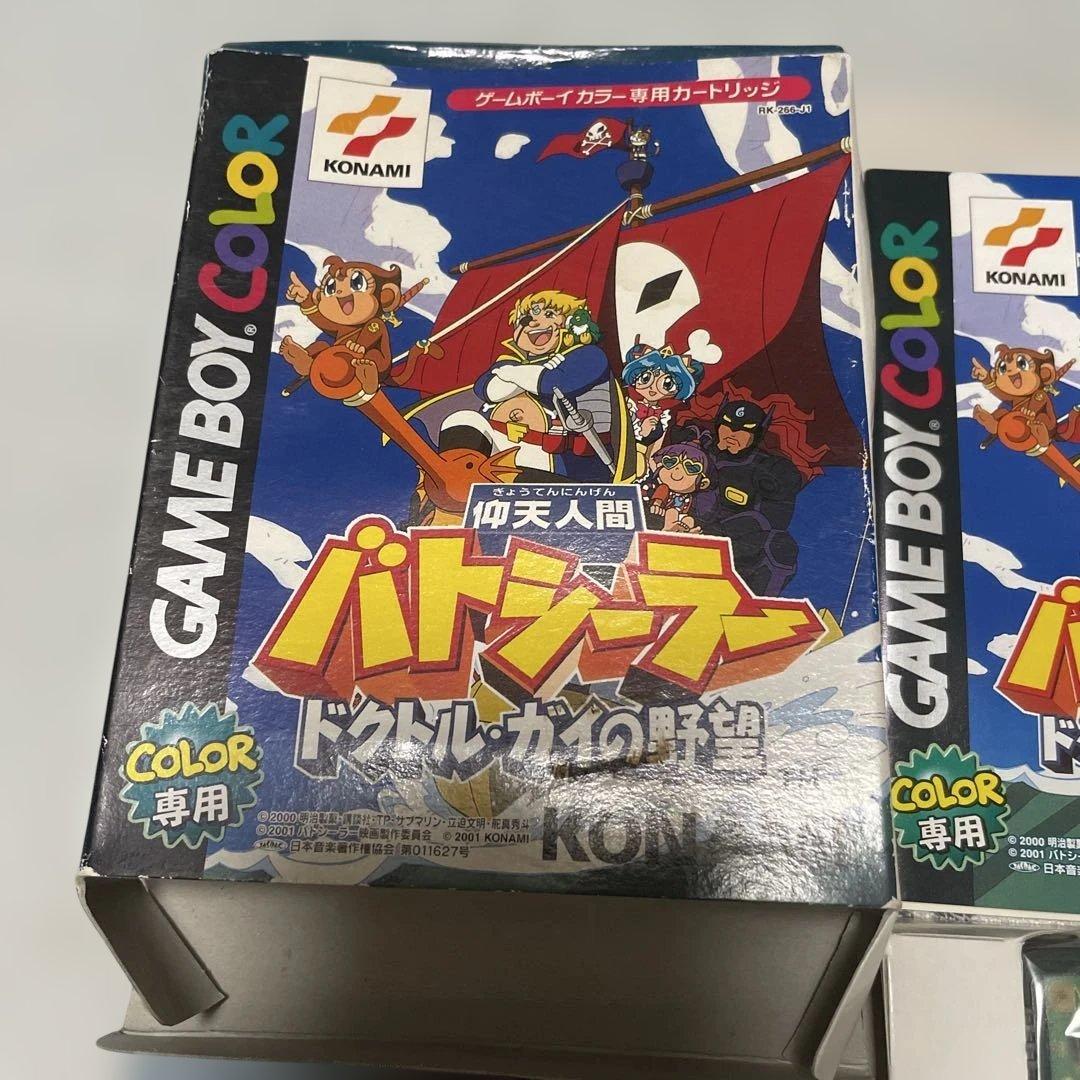 ゲームボーイカラー専用カートリッジ
RK-266-J1
KONAMI
GAME BOY COLOR
®
ぎょうてんにんげん
仰天人間
バトシーラー
ドクトル・ガイの野望
COLOR
専用
©2000 明治製菓・講談社・TP・サブマリン・立迫文明・舵真秀斗
©2001 バトシーラー映画製作委員会 ©2001 KONAMI
日本音楽著作権協会 第011627号
KON
KONAMI
GAME BOY COLOR
®
COLOR
専用
© 2000 明治製菓
© 2001 バトシー
日本音